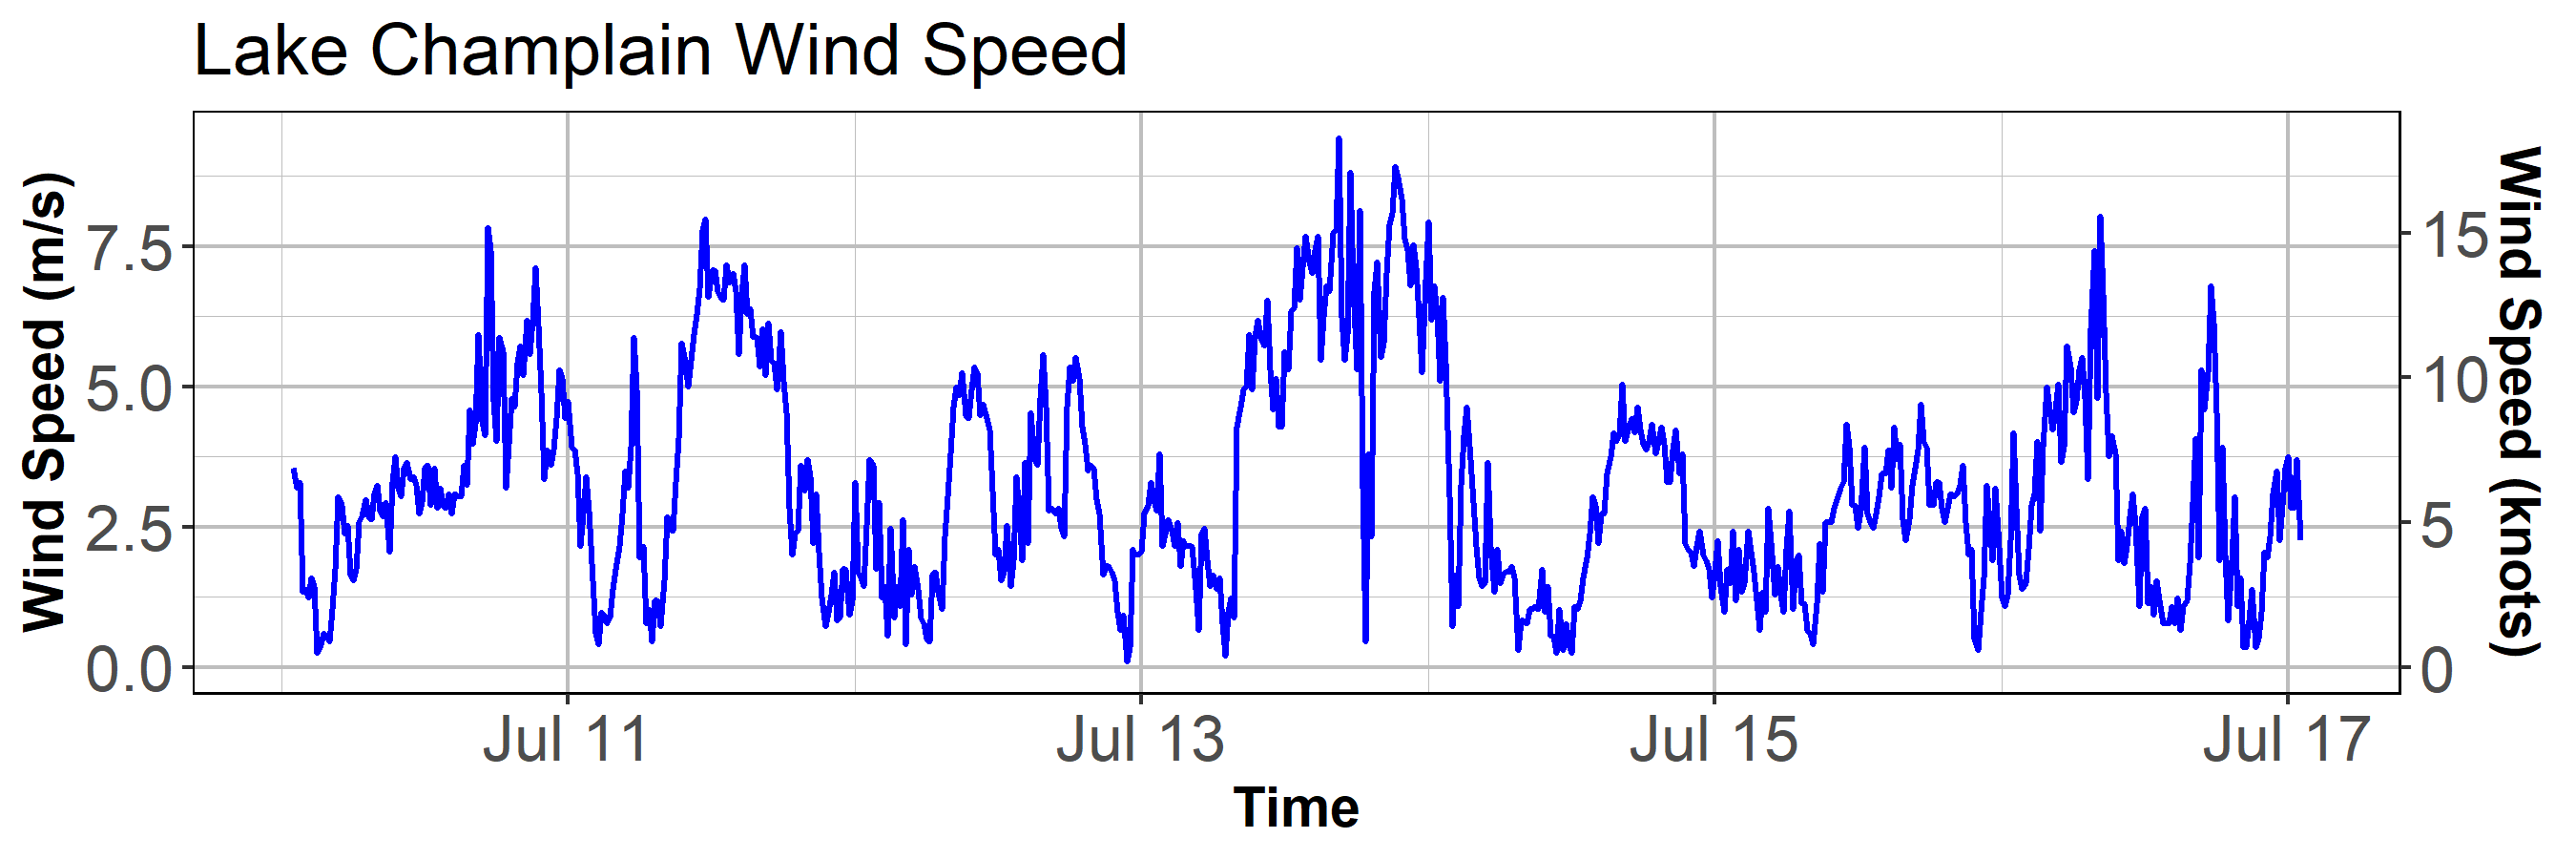 Lake Champlain Wind Speed
Wind Speed (m/s)
7.5
5.0
2.5
0.0
15
10
5
0
Wind Speed (knots)
Jul 11
Jul 13
Jul 15
Jul 17
Time